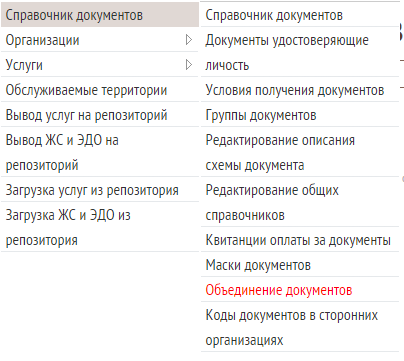 Справочник документов
Организации
Услуги
Обслуживаемые территории
Вывод услуг на репозиторий
Вывод ЖС и ЭДО на
репозиторий
Загрузка услуг из репозитория
Загрузка ЖС и ЭДО из
репозитория
Справочник документов
Документы удостоверяющие
личость
Условия получения документов
Группы документов
Редактирование описания
схемы документа
Редактирование общих
справочников
Квитанции оплаты за документы
Маски документов
Объединение документов
Коды документов в сторонних
организациях